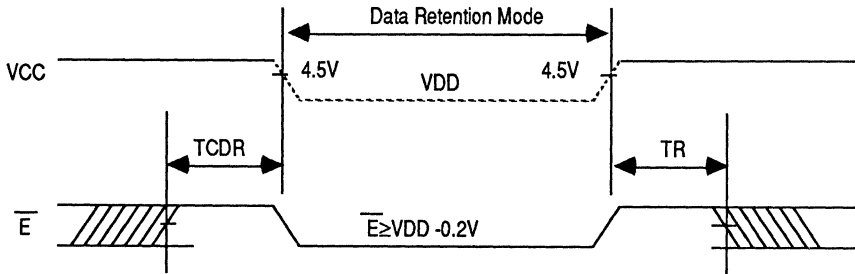 Data Retention Mode
VCC
4.5V
VDD
4.5V
TCDR
TR
E̅
E̅≥VDD -0.2V